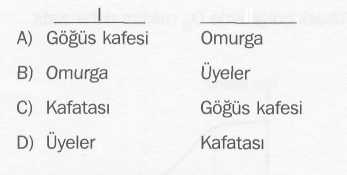 I
A) Göğüs kafesi Omurga
B) Omurga Üyeler
C) Kafatası Göğüs kafesi
D) Üyeler Kafatası